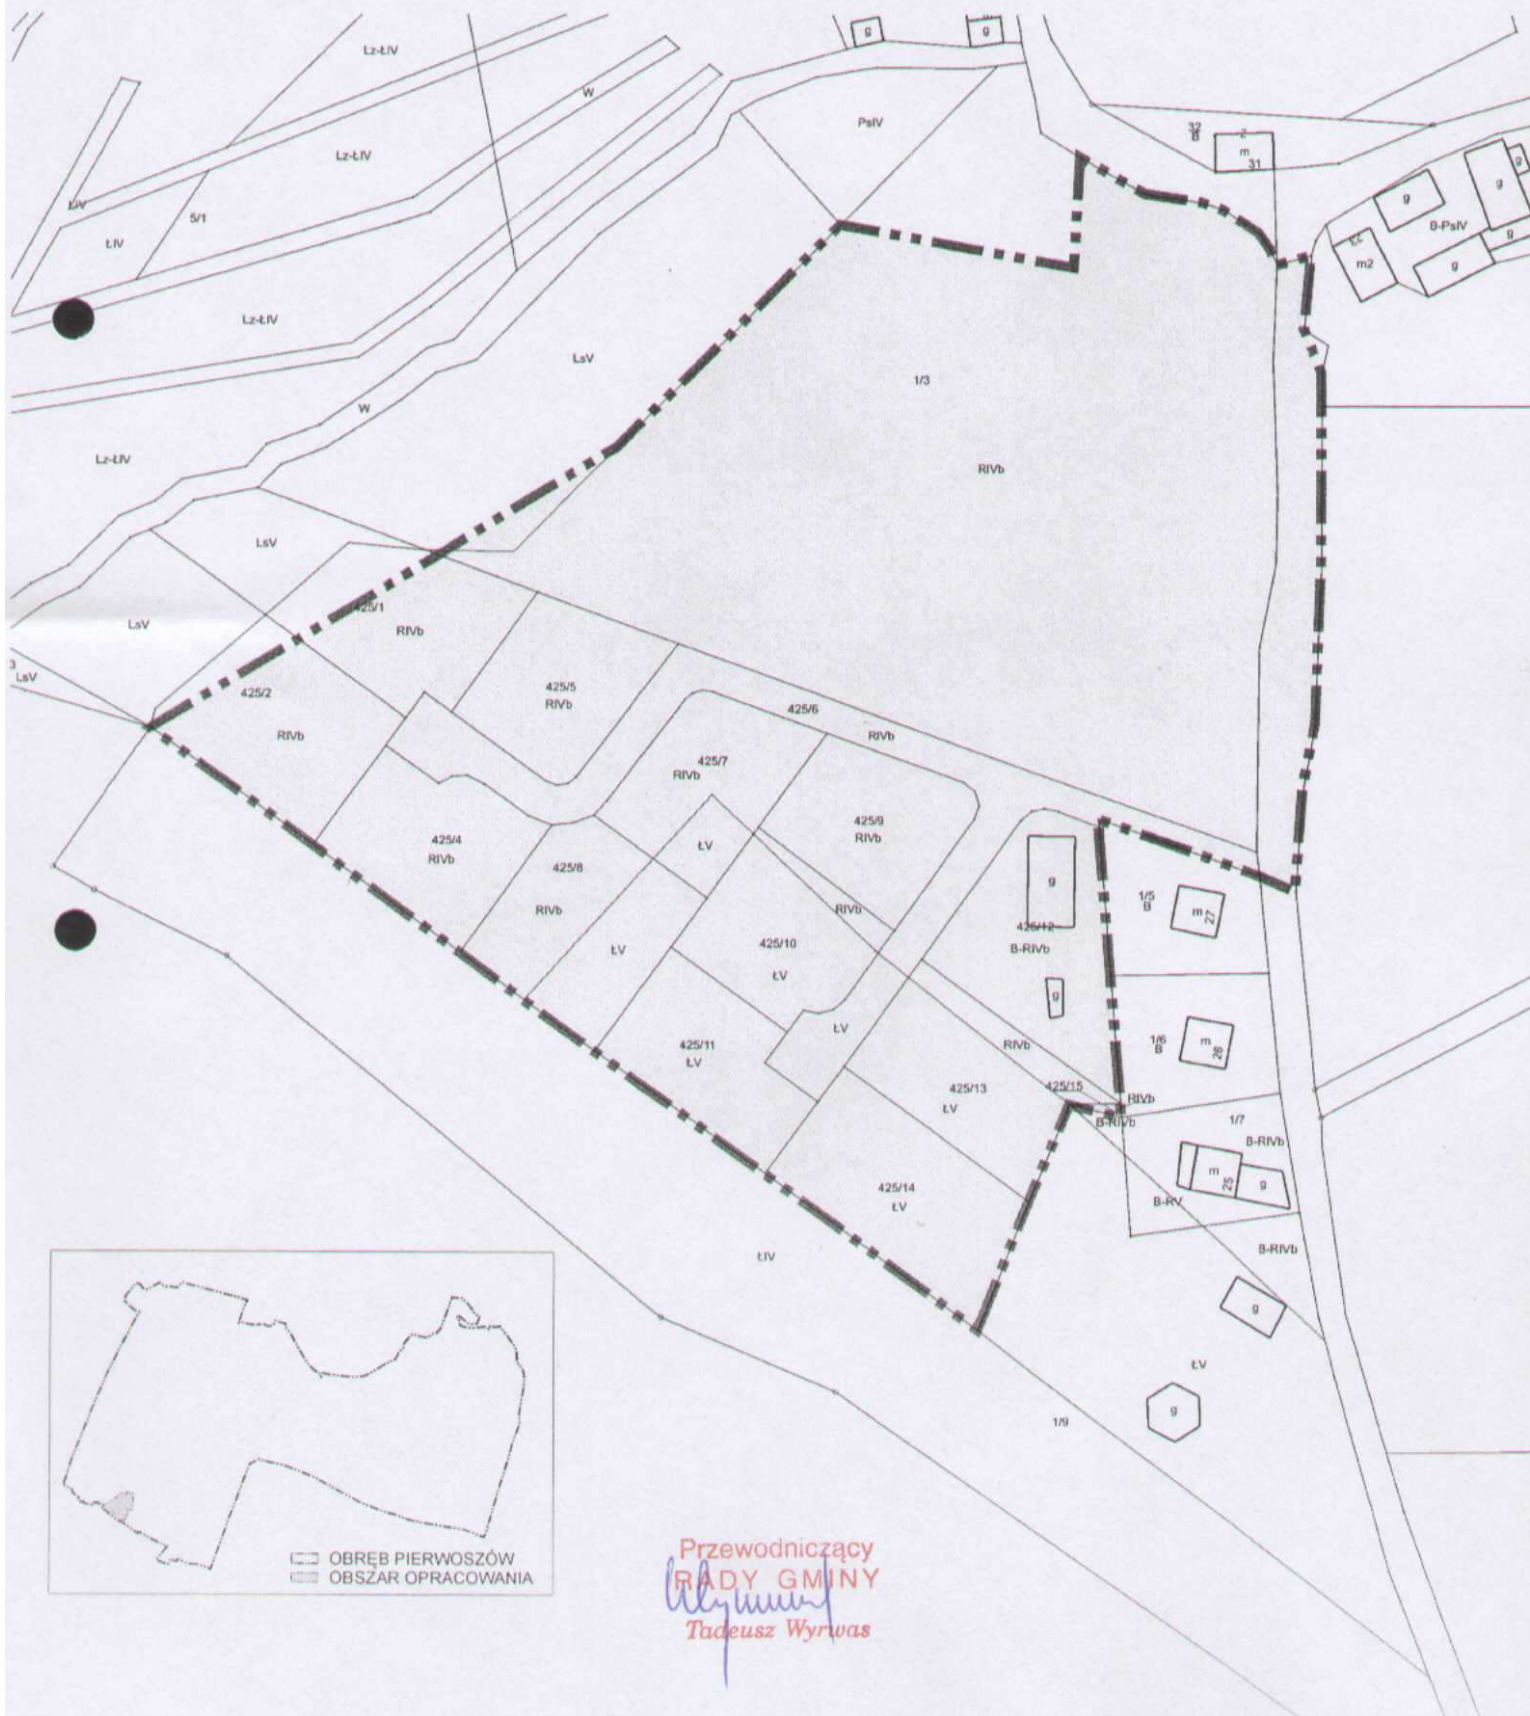 g
g
Lz-ŁIV
W
PsIV
32
B
m
31
g
g
g
Lz-ŁIV
ŁIV
5/1
ŁIV
B-PsIV
23
m2
g
g
Lz-ŁIV
LsV
1/3
W
Lz-ŁIV
RIVb
LsV
425/1
LsV
RIVb
3
LsV
425/2
425/5
RIVb
425/6
RIVb
RIVb
425/7
RIVb
425/4
RIVb
ŁV
425/9
RIVb
425/8
g
1/5
B
m
27
RIVb
RIVb
425/12
B-RIVb
ŁV
425/10
ŁV
g
ŁV
RIVb
1/6
B
m
28
425/11
ŁV
425/13
ŁV
425/15
RIVb
B-RIVb
1/7
B-RIVb
m
25
g
425/14
ŁV
B-RV
ŁIV
B-RIVb
g
ŁV
g
1/9
OBRĘB PIERWOSZÓW
OBSZAR OPRACOWANIA
Przewodniczący
RADY GMINY
Tadeusz Wyrwas